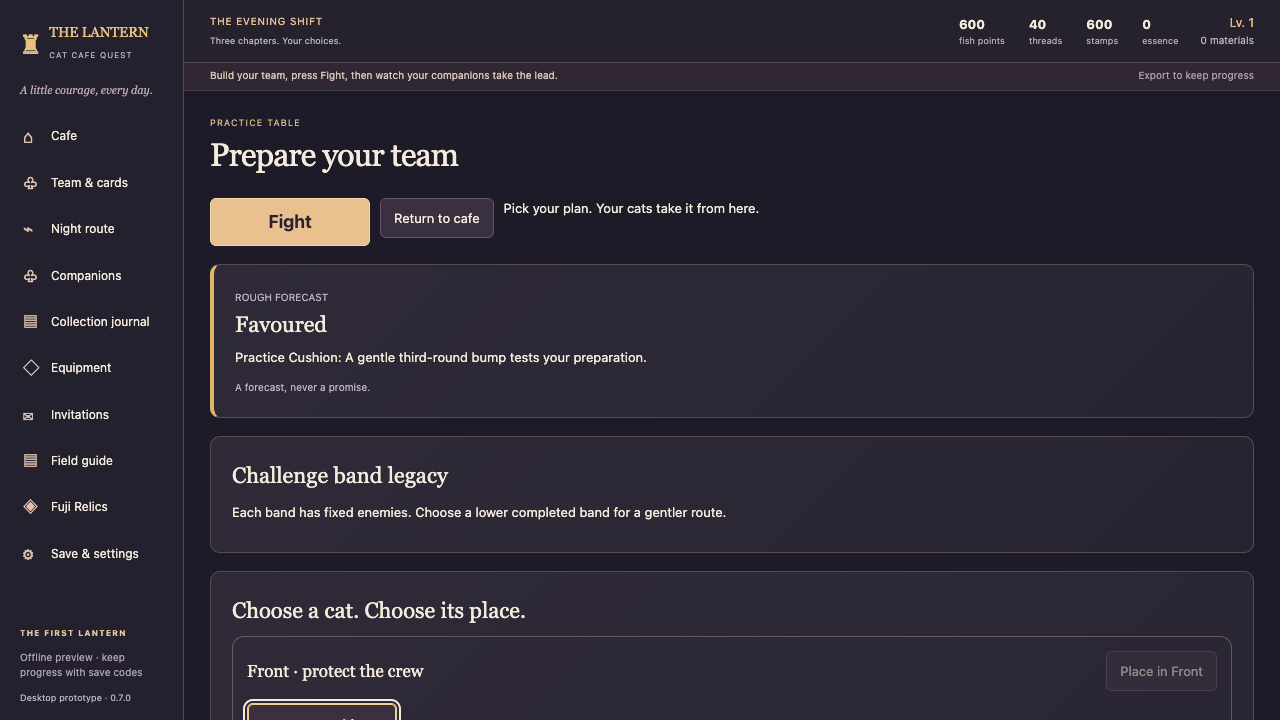 THE LANTERN
CAT CAFE QUEST
A little courage, every day.
Cafe
Team & cards
Night route
Companions
Collection journal
Equipment
Invitations
Field guide
Fuji Relics
Save & settings
THE FIRST LANTERN
Offline preview · keep
progress with save codes
Desktop prototype · 0.7.0
THE EVENING SHIFT
Three chapters. Your choices.
600
fish points
40
threads
600
stamps
0
essence
Lv. 1
0 materials
Build your team, press Fight, then watch your companions take the lead.
Export to keep progress
PRACTICE TABLE
Prepare your team
Fight
Return to cafe
Pick your plan. Your cats take it from here.
ROUGH FORECAST
Favoured
Practice Cushion: A gentle third-round bump tests your preparation.
A forecast, never a promise.
Challenge band legacy
Each band has fixed enemies. Choose a lower completed band for a gentler route.
Choose a cat. Choose its place.
Front · protect the crew
Place in Front